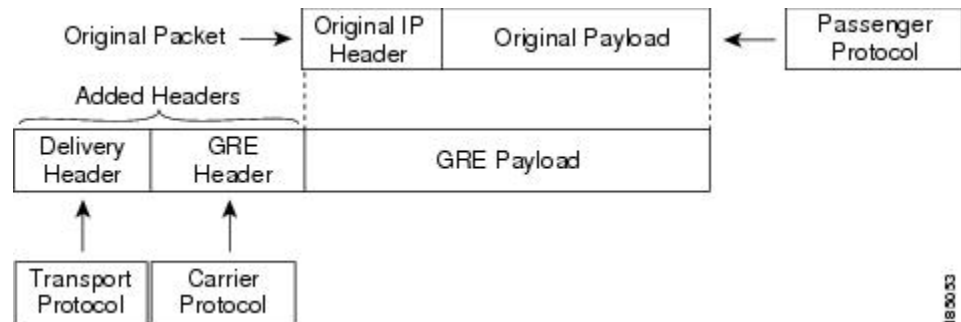 Original Packet
Original IP
Header
Original Payload
Passenger
Protocol
Added Headers
Delivery
Header
GRE
Header
GRE Payload
Transport
Protocol
Carrier
Protocol
185053